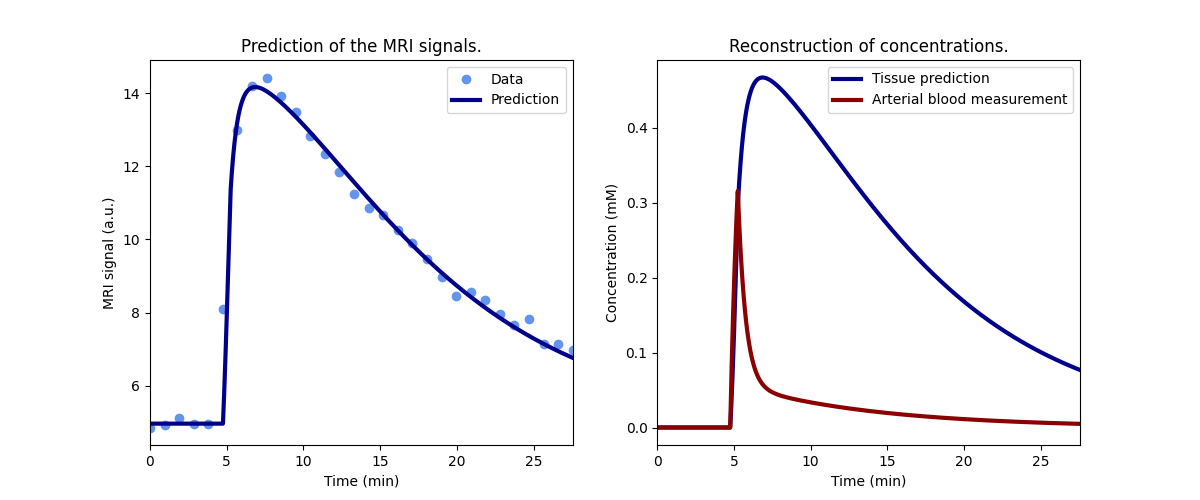 Prediction of the MRI signals.
Data
Prediction
14
12
10
8
6
MRI signal (a.u.)
0
5
10
15
20
25
Time (min)
Reconstruction of concentrations.
Tissue prediction
Arterial blood measurement
0.4
0.3
0.2
0.1
0.0
Concentration (mM)
0
5
10
15
20
25
Time (min)